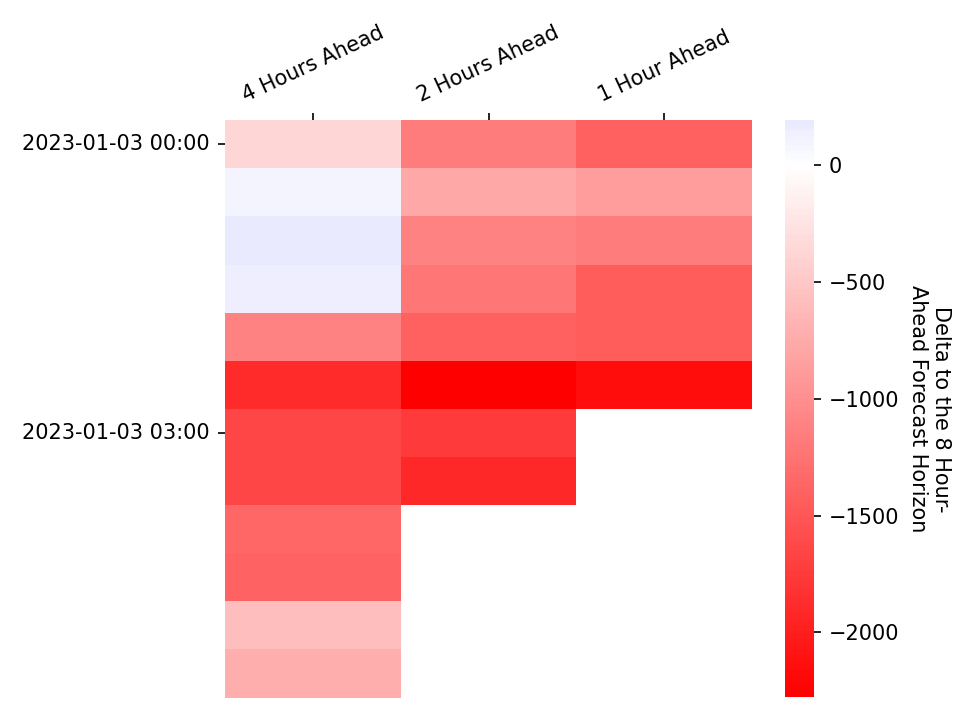 4 Hours Ahead
2 Hours Ahead
1 Hour Ahead
2023-01-03 00:00
2023-01-03 03:00
0
−500
−1000
−1500
−2000
Delta to the 8 Hour-
Ahead Forecast Horizon